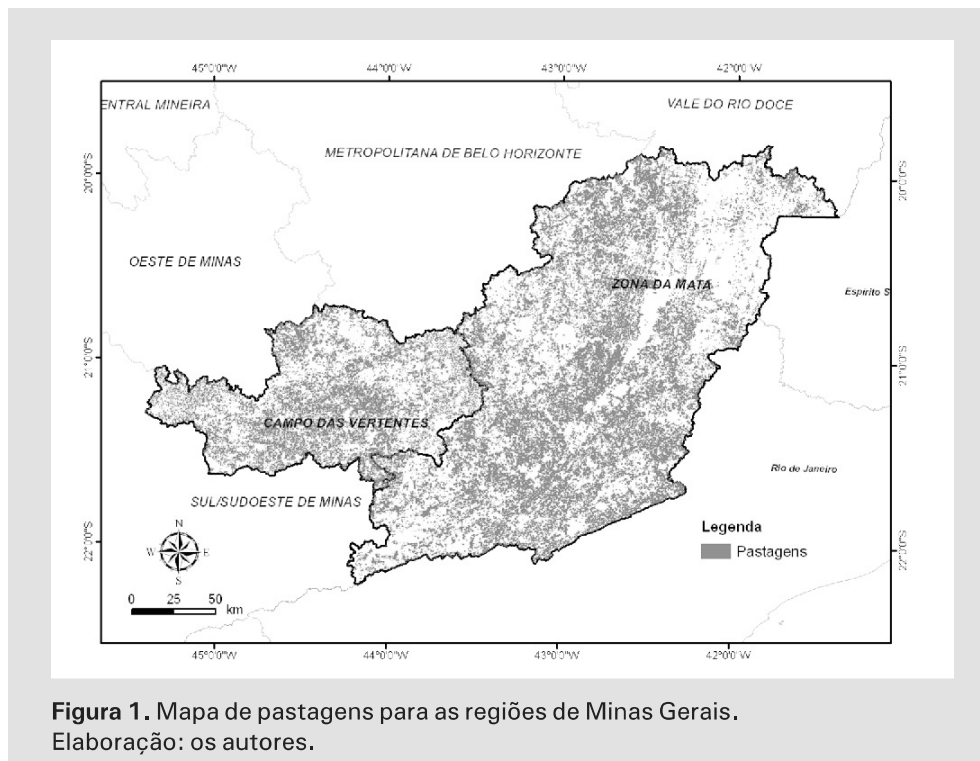 45°0'0"W 44°0'0"W 43°0'0"W 42°0'0"W
ENTRAL MINEIRA
VALE DO RIO DOCE
METROPOLITANA DE BELO HORIZONTE
20°0'0"S
20°0'0"S
OESTE DE MINAS
ZONA DA MATA
Espirito S
21°0'0"S
21°0'0"S
CAMPO DAS VERTENTES
Rio de Janeiro
SUL/SUDOESTE DE MINAS
Legenda
Pastagens
N
W E
S
22°0'0"S
22°0'0"S
0 25 50
km
45°0'0"W 44°0'0"W 43°0'0"W 42°0'0"W
Figura 1. Mapa de pastagens para as regiões de Minas Gerais.
Elaboração: os autores.